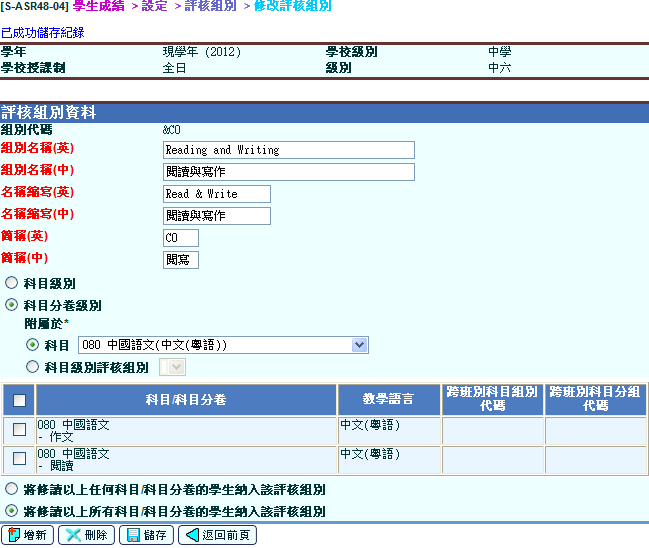 [S-ASR48-04] 學生成績 > 設定 > 評核組別 > 修改評核組別
已成功儲存紀錄
學年 現學年 (2012) 學校級別 中學
學校授課制 全日 級別 中六
評核組別資料
組別代碼 &CO
組別名稱(英) Reading and Writing
組別名稱(中) 閱讀與寫作
名稱縮寫(英) Read & Write
名稱縮寫(中) 閱讀與寫作
簡稱(英) CO
簡稱(中) 閱寫
科目級別
科目分卷級別
附屬於*
科目 080 中國語文(中文(粵語))
科目級別評核組別
科目/科目分卷 教學語言 跨班別科目組別代碼 跨班別科目分組代碼
080 中國語文 中文(粵語)
- 作文
080 中國語文 中文(粵語)
- 閱讀
將修讀以上任何科目/科目分卷的學生納入該評核組別
將修讀以上所有科目/科目分卷的學生納入該評核組別
增新 刪除 儲存 返回前頁